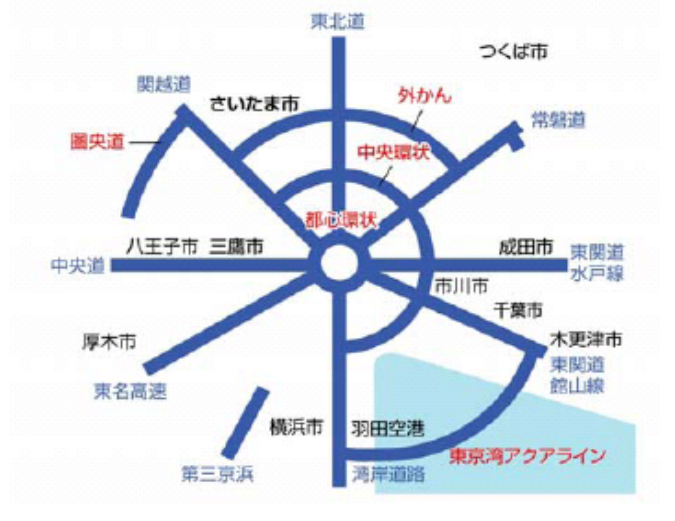 東北道
つくば市
関越道
さいたま市
外かん
常磐道
圏央道
中央環状
都心環状
八王子市 三鷹市
成田市
中央道
東関道
水戸線
市川市
千葉市
厚木市
木更津市
東関道
館山線
東名高速
横浜市
羽田空港
東京湾アクアライン
第三京浜
湾岸道路